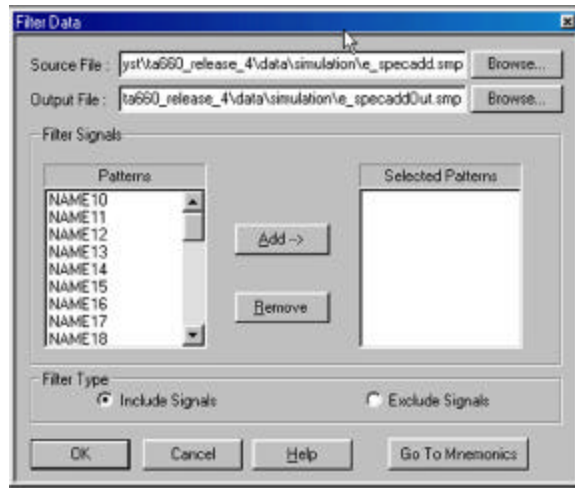 Filter Data
Source File : yst\ta660_release_4\data\simulation\e_specadd.smp Browse...
Output File : ta660_release_4\data\simulation\e_specaddOut.smp Browse...
Filter Signals
Patterns
NAME10
NAME11
NAME12
NAME13
NAME14
NAME15
NAME16
NAME17
NAME18
Add ->
Remove
Selected Patterns
Filter Type
Include Signals Exclude Signals
OK Cancel Help Go To Mnemonics